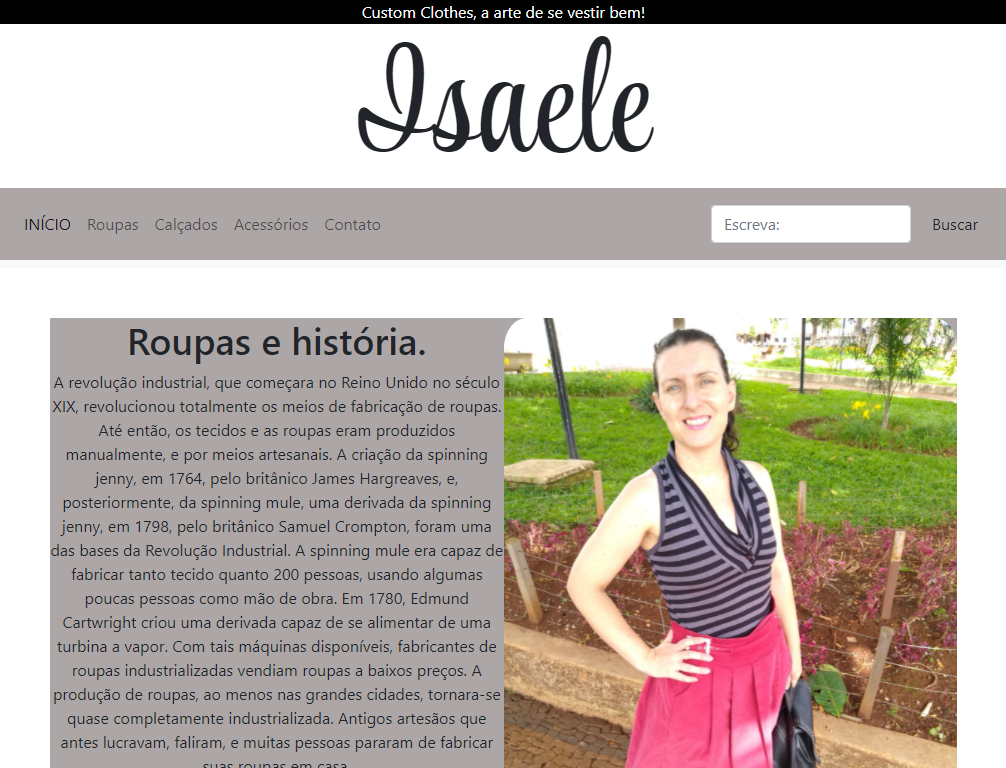 Custom Clothes, a arte de se vestir bem!
Isaele
INÍCIO Roupas Calçados Acessórios Contato Escreva: Buscar
Roupas e história.
A revolução industrial, que começara no Reino Unido no século
XIX, revolucionou totalmente os meios de fabricação de roupas.
Até então, os tecidos e as roupas eram produzidos
manualmente, e por meios artesanais. A criação da spinning
jenny, em 1764, pelo britânico James Hargreaves, e,
posteriormente, da spinning mule, uma derivada da spinning
jenny, em 1798, pelo britânico Samuel Crompton, foram uma
das bases da Revolução Industrial. A spinning mule era capaz de
fabricar tanto tecido quanto 200 pessoas, usando algumas
poucas pessoas como mão de obra. Em 1780, Edmund
Cartwright criou uma derivada capaz de se alimentar de uma
turbina a vapor. Com tais máquinas disponíveis, fabricantes de
roupas industrializadas vendiam roupas a baixos preços. A
produção de roupas, ao menos nas grandes cidades, tornara-se
quase completamente industrializada. Antigos artesãos que
antes lucravam, faliram, e muitas pessoas pararam de fabricar
suas roupas em casa